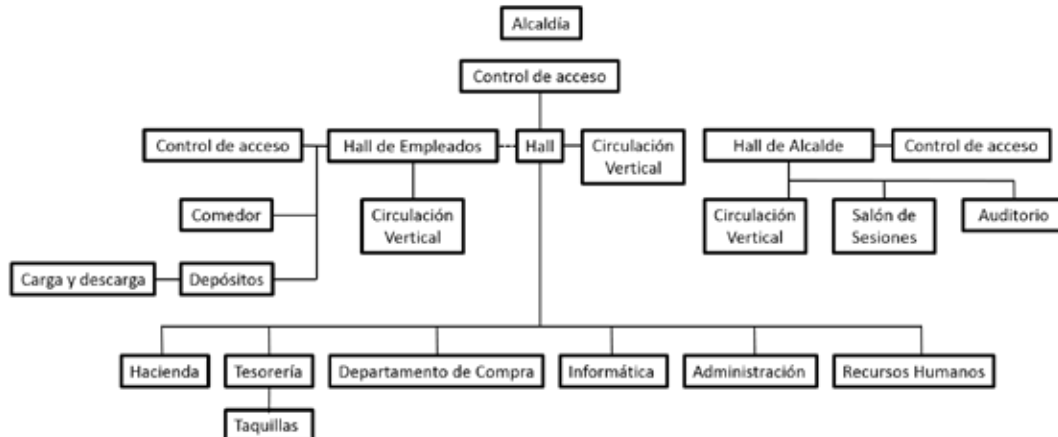 Alcaldía
Control de acceso
Control de acceso
Hall de Empleados
Hall
Circulación
Vertical
Hall de Alcalde
Control de acceso
Comedor
Circulación
Vertical
Circulación
Vertical
Salón de
Sesiones
Auditorio
Carga y descarga
Depósitos
Hacienda
Tesorería
Departamento de Compra
Informática
Administración
Recursos Humanos
Taquillas